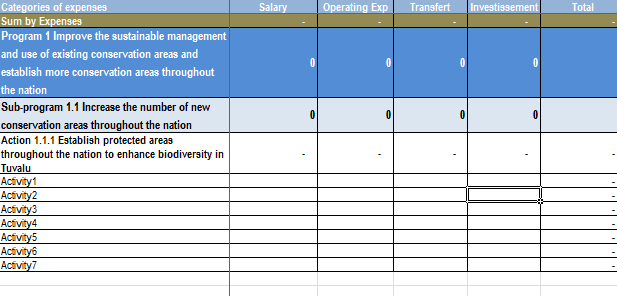 Categories of expenses Salary Operating Exp Transfert Investissement Total
Sum by Expenses - - - - -
Program 1 Improve the sustainable management
and use of existing conservation areas and
establish more conservation areas throughout
the nation 0 0 0 0
Sub-program 1.1 Increase the number of new
conservation areas throughout the nation 0 0 0 0
Action 1.1.1 Establish protected areas
throughout the nation to enhance biodiversity in
Tuvalu - - - - -
Activity1 -
Activity2 -
Activity3 -
Activity4 -
Activity5 -
Activity6 -
Activity7 -